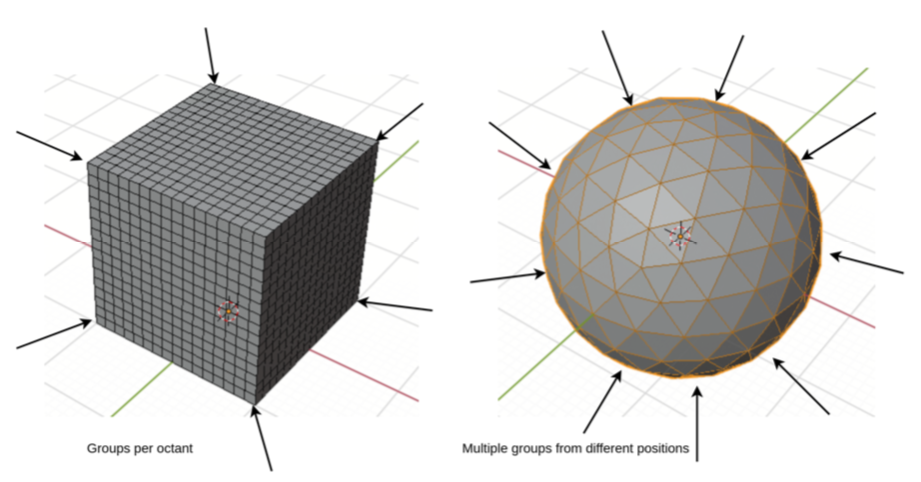 Groups per octant
Multiple groups from different positions